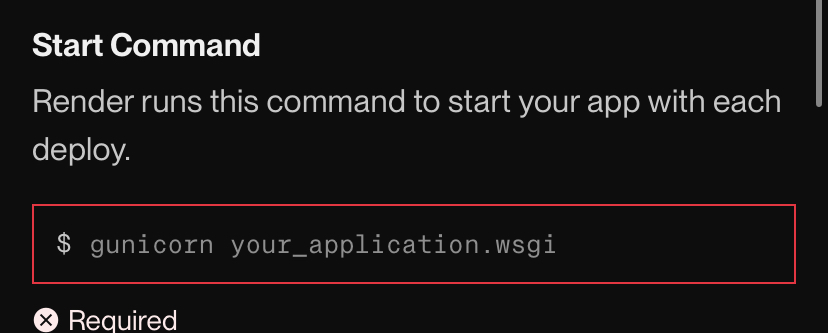 Start Command
Render runs this command to start your app with each
deploy.
$ gunicorn your_application.wsgi
Required